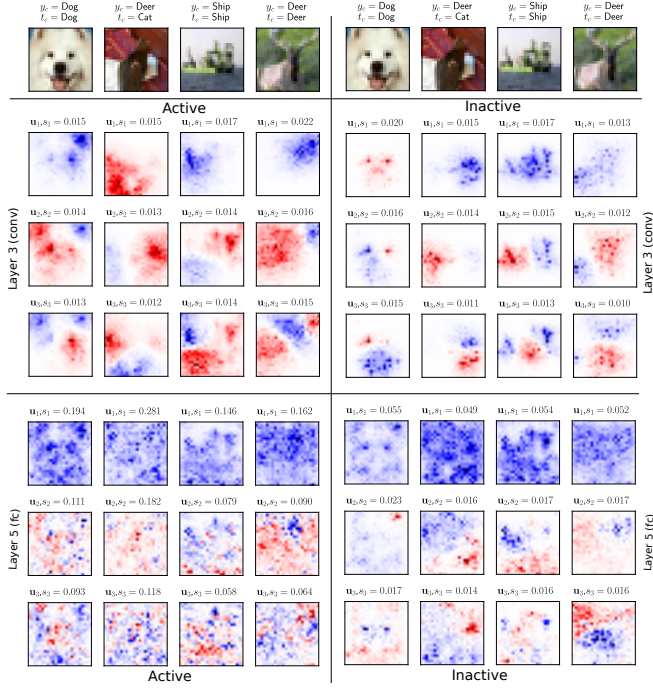 y_c = Dog y_c = Deer y_c = Ship y_c = Deer y_c = Dog y_c = Deer y_c = Ship y_c = Deer
t_c = Dog t_c = Cat t_c = Ship t_c = Deer t_c = Dog t_c = Cat t_c = Ship t_c = Deer
Active Inactive
u_1,s_1 = 0.015 u_1,s_1 = 0.015 u_1,s_1 = 0.017 u_1,s_1 = 0.022 u_1,s_1 = 0.020 u_1,s_1 = 0.015 u_1,s_1 = 0.017 u_1,s_1 = 0.013
u_2,s_2 = 0.014 u_2,s_2 = 0.013 u_2,s_2 = 0.014 u_2,s_2 = 0.016 u_2,s_2 = 0.016 u_2,s_2 = 0.014 u_2,s_2 = 0.015 u_2,s_2 = 0.012
Layer 3 (conv) Layer 3 (conv)
u_3,s_3 = 0.013 u_3,s_3 = 0.012 u_3,s_3 = 0.014 u_3,s_3 = 0.015 u_3,s_3 = 0.015 u_3,s_3 = 0.011 u_3,s_3 = 0.013 u_3,s_3 = 0.010
u_1,s_1 = 0.194 u_1,s_1 = 0.281 u_1,s_1 = 0.146 u_1,s_1 = 0.162 u_1,s_1 = 0.055 u_1,s_1 = 0.049 u_1,s_1 = 0.054 u_1,s_1 = 0.052
u_2,s_2 = 0.111 u_2,s_2 = 0.182 u_2,s_2 = 0.079 u_2,s_2 = 0.090 u_2,s_2 = 0.023 u_2,s_2 = 0.016 u_2,s_2 = 0.017 u_2,s_2 = 0.017
Layer 5 (fc) Layer 5 (fc)
u_3,s_3 = 0.093 u_3,s_3 = 0.118 u_3,s_3 = 0.058 u_3,s_3 = 0.064 u_3,s_3 = 0.017 u_3,s_3 = 0.014 u_3,s_3 = 0.016 u_3,s_3 = 0.016
Active Inactive